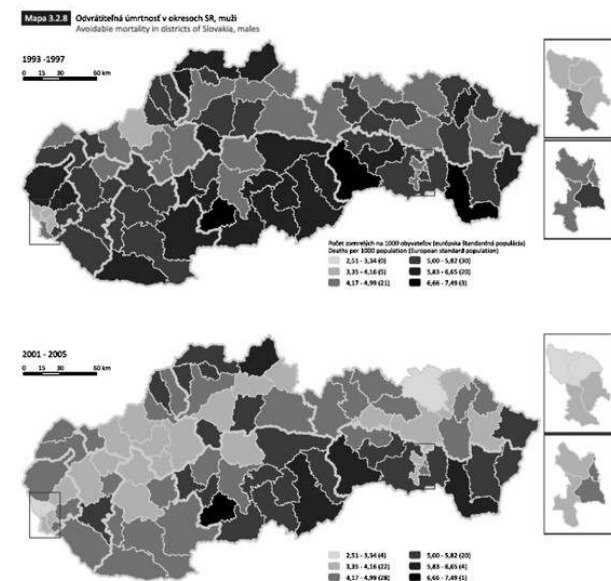 Mapa 3.2.8 Odvrátiteľná úmrtnosť v okresoch SR, muži
Avoidable mortality in districts of Slovakia, males
1993 -1997
0 15 30 60 km
Počet zomrelých na 1000 obyvateľov (európska štandardná populácia)
Deaths per 1000 population (European standard population)
2,51 - 3,34 (0) 5,00 - 5,82 (30)
3,35 - 4,16 (5) 5,83 - 6,65 (20)
4,17 - 4,99 (21) 6,66 - 7,49 (3)
2001 - 2005
0 15 30 60 km
2,51 - 3,34 (4) 5,00 - 5,82 (20)
3,35 - 4,16 (22) 5,83 - 6,65 (4)
4,17 - 4,99 (28) 6,66 - 7,49 (1)